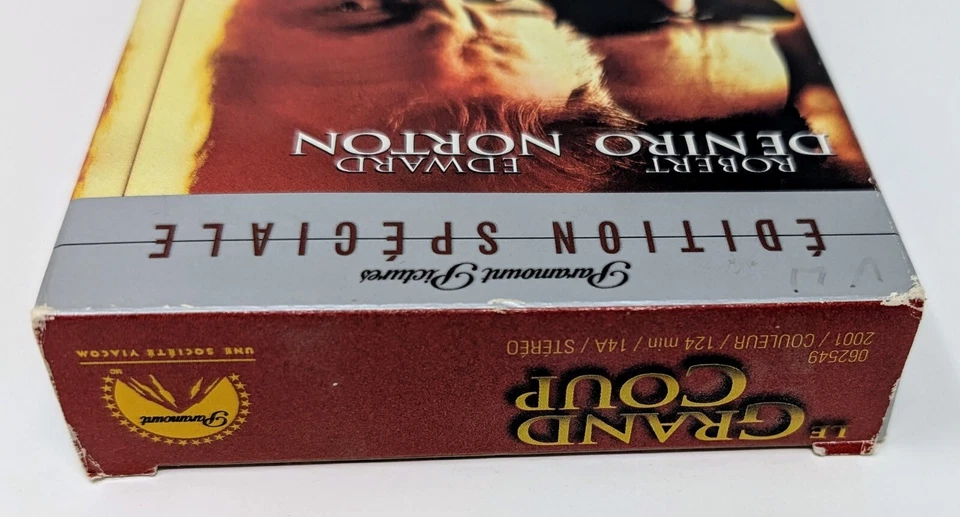 ROBERT EDWARD
DENIRO NORTON
ÉDITION SPÉCIALE
Paramount Pictures
LE
GRAND
COUP
062549
2001 / COULEUR / 124 min / 14A / STÉRÉO
Paramount
MC
UNE SOCIÉTÉ VIACOM